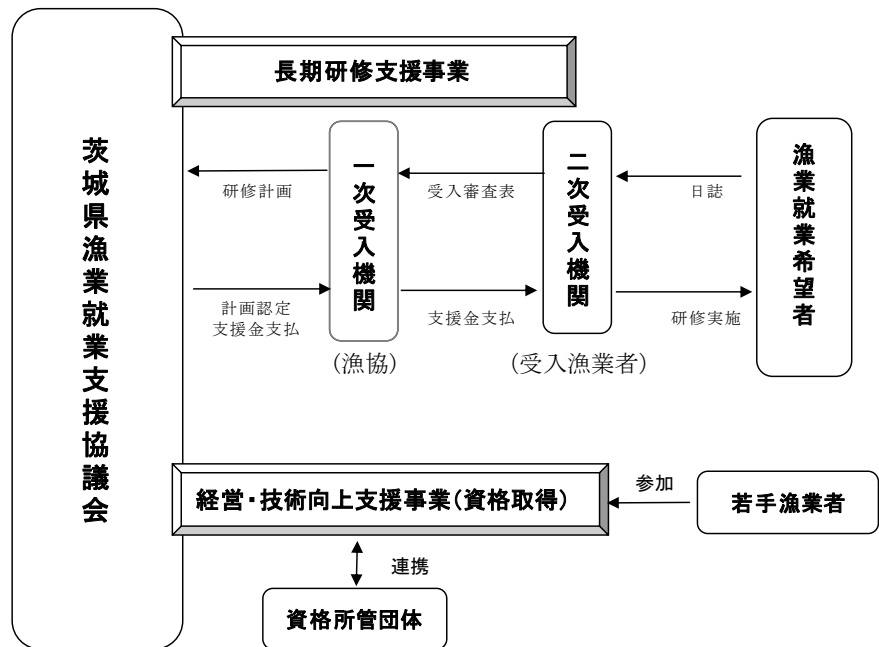 茨城県漁業就業支援協議会
長期研修支援事業
一次受入機関
二次受入機関
漁業就業希望者
研修計画
受入審査表
日誌
計画認定
支援金支払
支援金支払
研修実施
(漁協)
(受入漁業者)
経営・技術向上支援事業(資格取得)
参加
若手漁業者
連携
資格所管団体